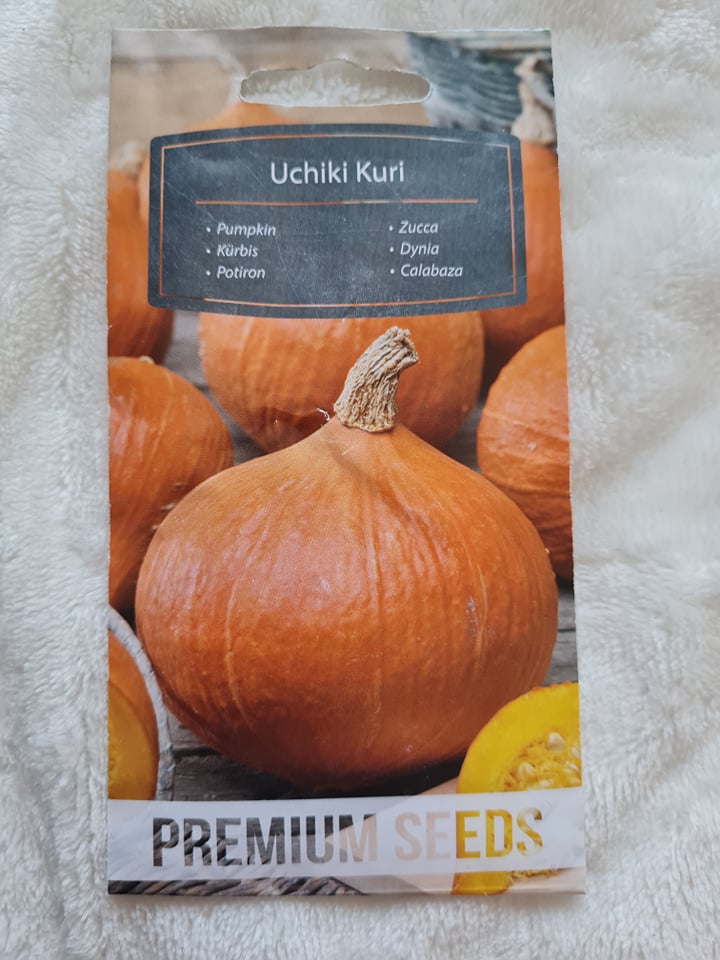 Uchiki Kuri
• Pumpkin
• Kürbis
• Potiron
• Zucca
• Dynia
• Calabaza
PREMIUM SEEDS